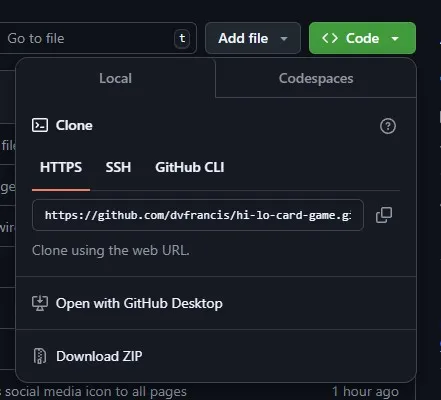 Go to file t Add file <> Code
Local Codespaces
Clone
file
HTTPS SSH GitHub CLI
ge
https://github.com/dvfrancis/hi-lo-card-game.g
wir
Clone using the web URL.
Open with GitHub Desktop
Download ZIP
s social media icon to all pages 1 hour ago